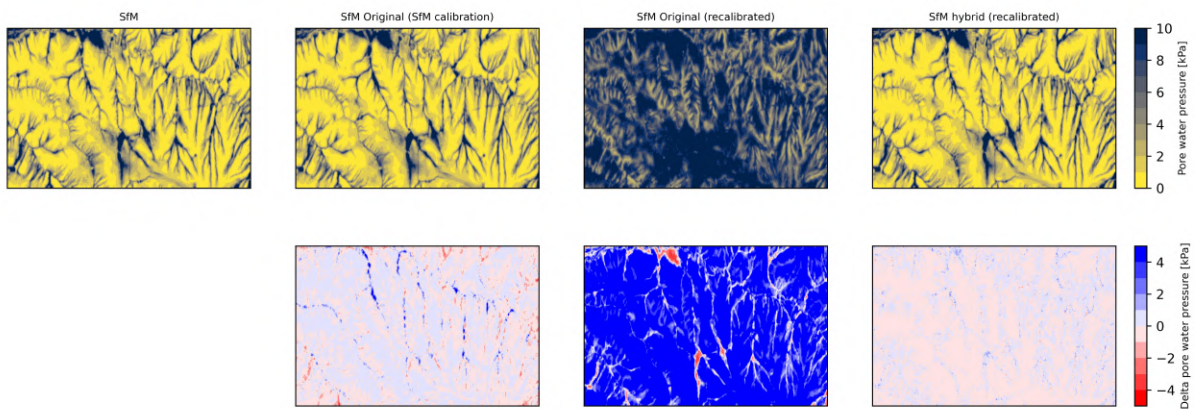 SfM
SfM Original (SfM calibration)
SfM Original (recalibrated)
SfM hybrid (recalibrated)
10
8
6
4
2
0
Pore water pressure [kPa]
4
2
0
−2
−4
Delta pore water pressure [kPa]